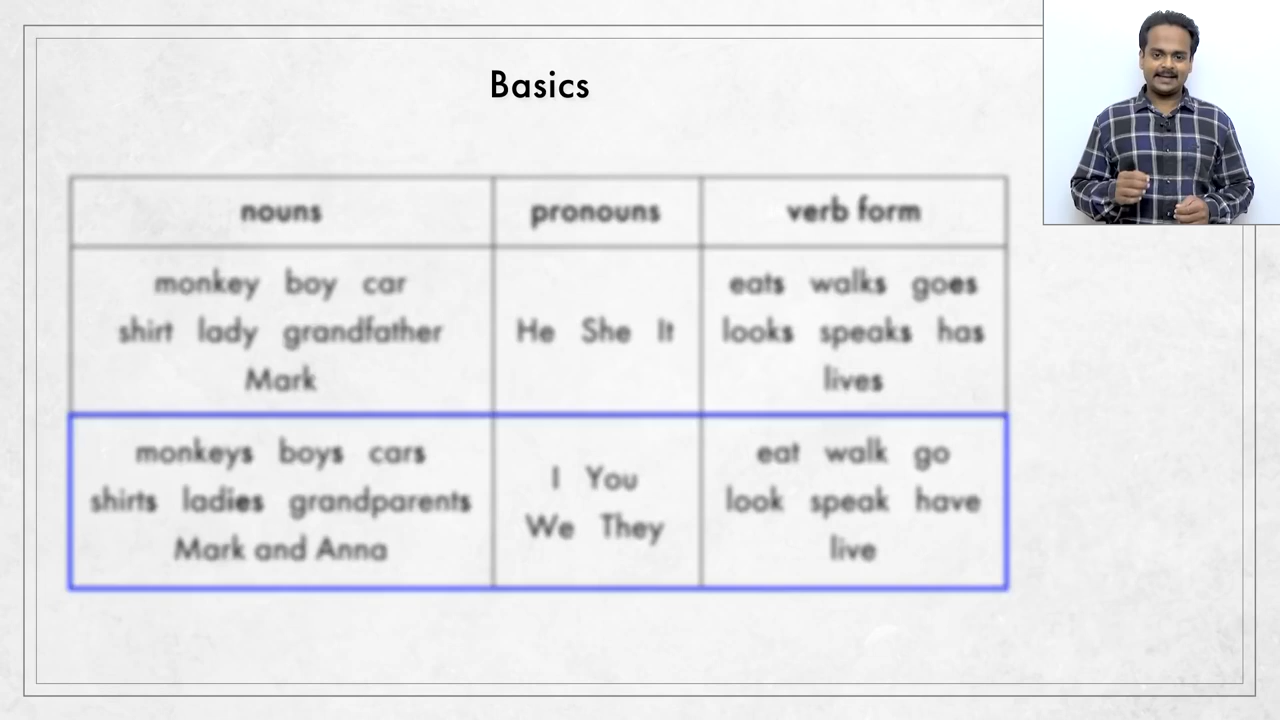 Basics
nouns pronouns verb form
monkey boy car
shirt lady grandfather
Mark
He She It
eats walks goes
looks speaks has
lives
monkeys boys cars
shirts ladies grandparents
Mark and Anna
I You
We They
eat walk go
look speak have
live